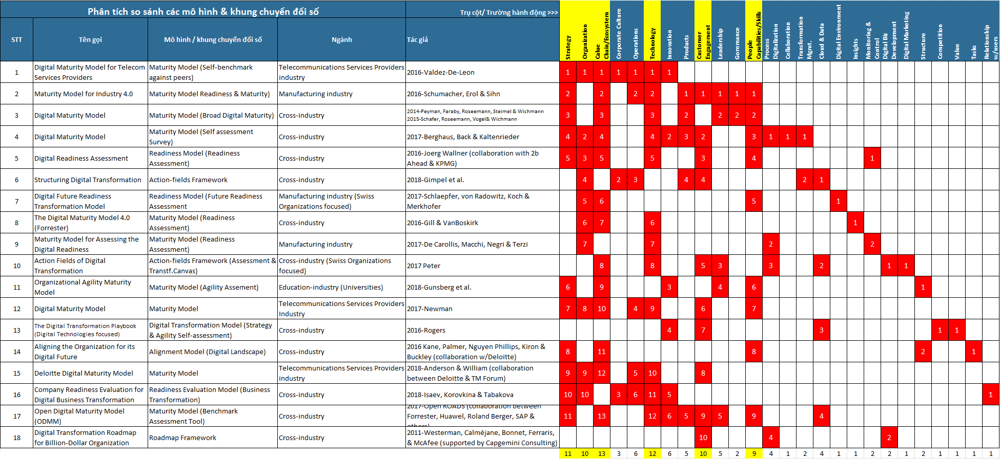 Phân tích so sánh các mô hình & khung chuyển đổi số
Trụ cột/ Trường hành động >>>
STT
Tên gọi
Mô hình / khung chuyển đổi số
Ngành
Tác giả
Strategy
Organization
Calue
Chain/Ecosystem
Corporate Culture
Operations
Technology
Innovation
Products
Customer
Engagement
Leadership
Goremance
People
Capabilities/Skills
Process
Digitalization
Collaboration
Transformation
Mgmt.
Cloud & Data
Digital Environment
Insights
Monitoring &
Control
Digital Biz
Development
Digital Marketing
Structure
Competition
Value
Tasks
Relationship
w/users
1
Digital Maturity Model for Telecom
Services Providers
Maturity Model (Self-benchmark
against peers)
Telecommunications Services Providers
industry
2016-Valdez-De-Leon
1 1 1 1 1 1 1
2
Maturity Model for Industry 4.0
Maturity Model Readiness & Maturity)
Manufacturing industry
2016-Schumacher, Erol & Sihn
2 2 2 2 1 1 1 1 1
3
Digital Maturity Model
Maturity Model (Broad Digital Maturity)
Cross-industry
2014-Peyman, Faraby, Roseemann, Steimel & Wichmann
2015-Schafer, Roseemann, Vogel& Wichmann
3 3 3 2 2 2 2
4
Digital Maturity Model
Maturity Model (Self assessment
Survey)
Cross-industry
2017-Berghaus, Back & Kaltenrieder
4 2 4 4 2 3 2 3 1 1 1
5
Digital Readiness Assessment
Readiness Model (Readiness
Assessment)
Cross-industry
2016-Joerg Wallner (collaboration with 2b
Ahead & KPMG)
5 3 5 5 3 4 1
6
Structuring Digital Transformation
Action-fields Framework
Cross-industry
2018-Gimpel et al.
4 2 3 4 4 2 1
7
Digital Future Readiness
Transformation Model
Readiness Model (Future Readiness
Assessment
Manufacturing industry (Swiss
Organizations focused)
2017-Schlaepfer, von Radowitz, Koch &
Merkhofer
5 6 5 1
8
The Digital Maturity Model 4.0
(Forrester)
Maturity Model (Readiness
Assessment)
Cross-industry
2016-Gill & VanBoskirk
6 7 6 1
9
Maturity Model for Assessing the
Digital Readiness
Maturity Model (Readiness
Assessment)
Manufacturing industry
2017-De Carollis, Macchi, Negri & Terzi
7 7 2 2
10
Action Fields of Digital
Transformation
Action-fields Framework (Assessment &
Transtf.Canvas)
Cross-industry (Swiss Organizations
focused)
2017 Peter
8 8 5 3 3 2 1 1
11
Organizational Agility Maturity
Model
Maturity Model (Agility Assement)
Education-industry (Universities)
2018-Gunsberg et al.
6 9 3 4 6 1
12
Digital Maturity Model
Maturity Model
Telecommunications Services Providers
Industry
2017-Newman
7 8 10 4 9 6 7
13
The Digital Transformation Playbook
(Digital Technologies focused)
Digital Transformation Model (Strategy
& Agility Self-assessment)
Cross-industry
2016-Rogers
4 7 3 1 1
14
Aligning the Organization for its
Digital Future
Alignment Model (Digital Landscape)
Cross-industry
2016 Kane, Palmer, Nguyen Phillips, Kiron &
Buckley (collaboration w/Deloitte)
8 11 8 2 1
15
Deloitte Digital Maturity Model
Maturity Model
Telecommunications Services Providers
industry
2018-Anderson & William (collaboration
between Deloitte & TM Forum)
9 9 12 5 10 8
16
Company Readiness Evaluation for
Digital Business Transformation
Readiness Evaluation Model (Business
Transformation)
Cross-industry
2018-Isaev, Korovkina & Tabakova
10 10 3 6 11 5 1
17
Open Digital Maturity Model
(ODMM)
Maturity Model (Benchmark
Assessment Tool)
Cross-industry
2017-Open ROADS (collaboration between
Forrester, Huawel, Roland Berger, SAP &
others)
11 13 12 6 5 9 5 9 4
18
Digital Transformation Roadmap
for Billion-Dollar Organization
Roadmap Framework
Cross-industry
2011-Westerman, Calméjane, Bonnet, Ferraris,
& McAfee (supported by Capgemini Consulting)
10 4 2
11 10 13 3 6 12 6 5 10 5 2 9 4 1 2 4 1 1 2 2 1 2 1 1 1 1